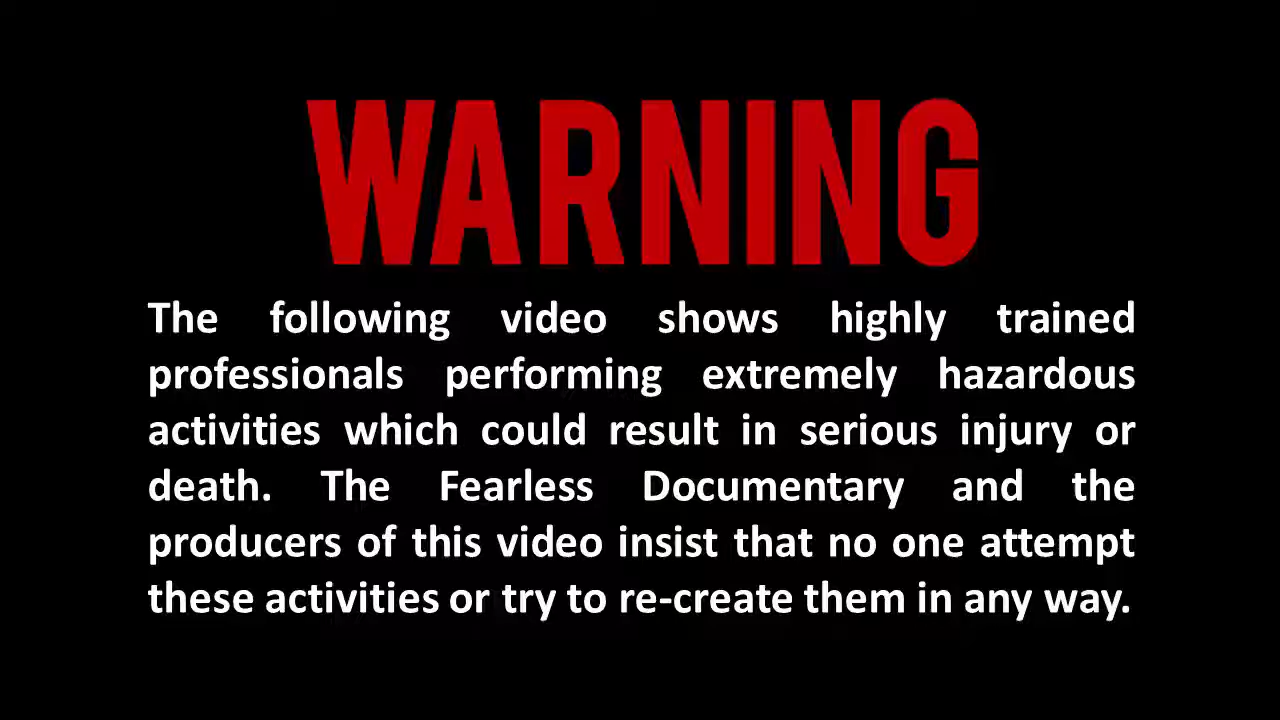 WARNING
The following video shows highly trained
professionals performing extremely hazardous
activities which could result in serious injury or
death. The Fearless Documentary and the
producers of this video insist that no one attempt
these activities or try to re-create them in any way.